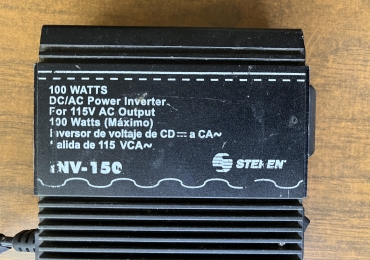 100 WATTS
DC/AC Power Inverter
For 115V AC Output
100 Watts (Máximo)
Inversor de voltaje de CD⎓a CA~
Salida de 115 VCA~
INV-150
STEREN